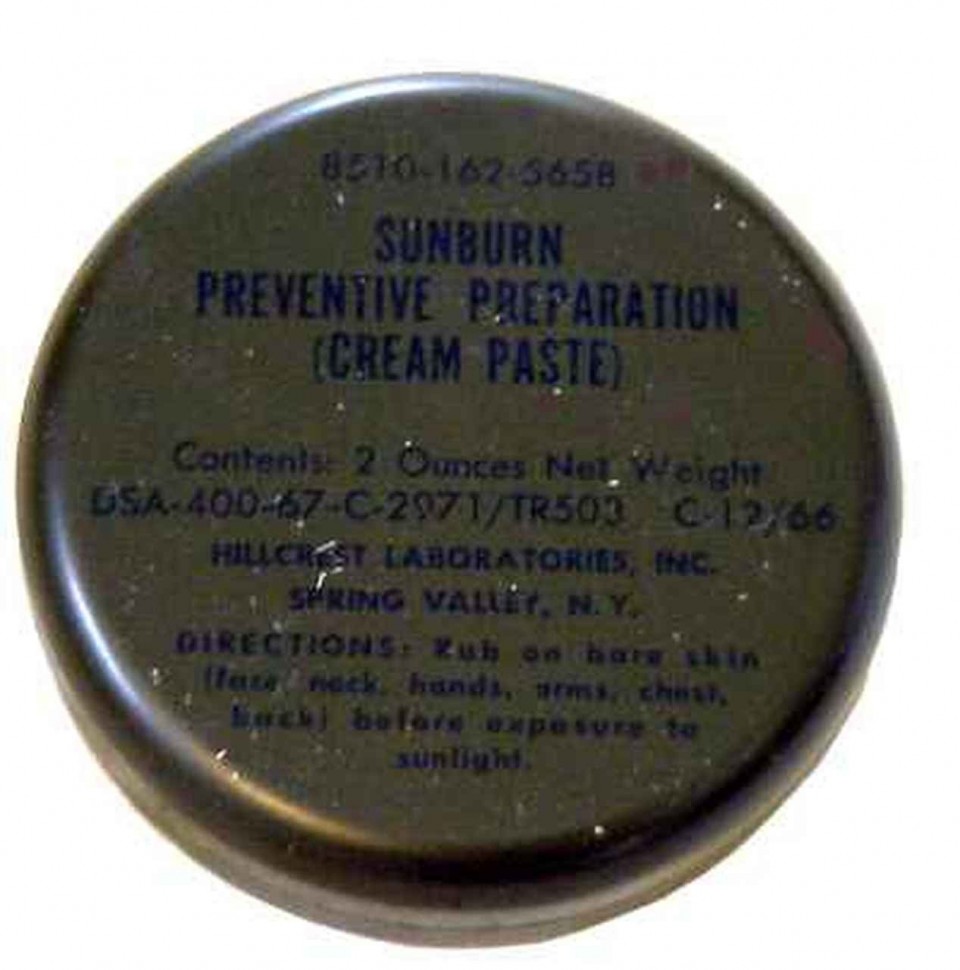 8510-162-5658
SUNBURN
PREVENTIVE PREPARATION
(CREAM PASTE)
Contents: 2 Ounces Net Weight
DSA-400-67-C-2971/TR503 C-12/66
HILLCREST LABORATORIES, INC.
SPRING VALLEY, N.Y.
DIRECTIONS: Rub on bare skin
(face, neck, hands, arms, chest,
back) before exposure to
sunlight.